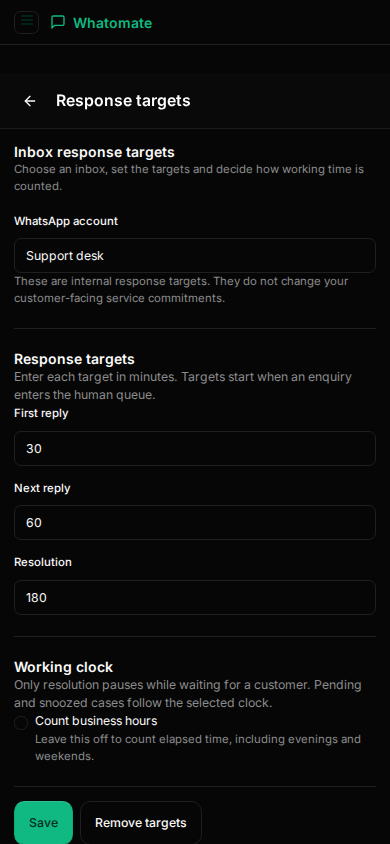 Whatomate
Response targets
Inbox response targets
Choose an inbox, set the targets and decide how working time is
counted.
WhatsApp account
Support desk
These are internal response targets. They do not change your
customer-facing service commitments.
Response targets
Enter each target in minutes. Targets start when an enquiry
enters the human queue.
First reply
30
Next reply
60
Resolution
180
Working clock
Only resolution pauses while waiting for a customer. Pending
and snoozed cases follow the selected clock.
Count business hours
Leave this off to count elapsed time, including evenings and
weekends.
Save
Remove targets